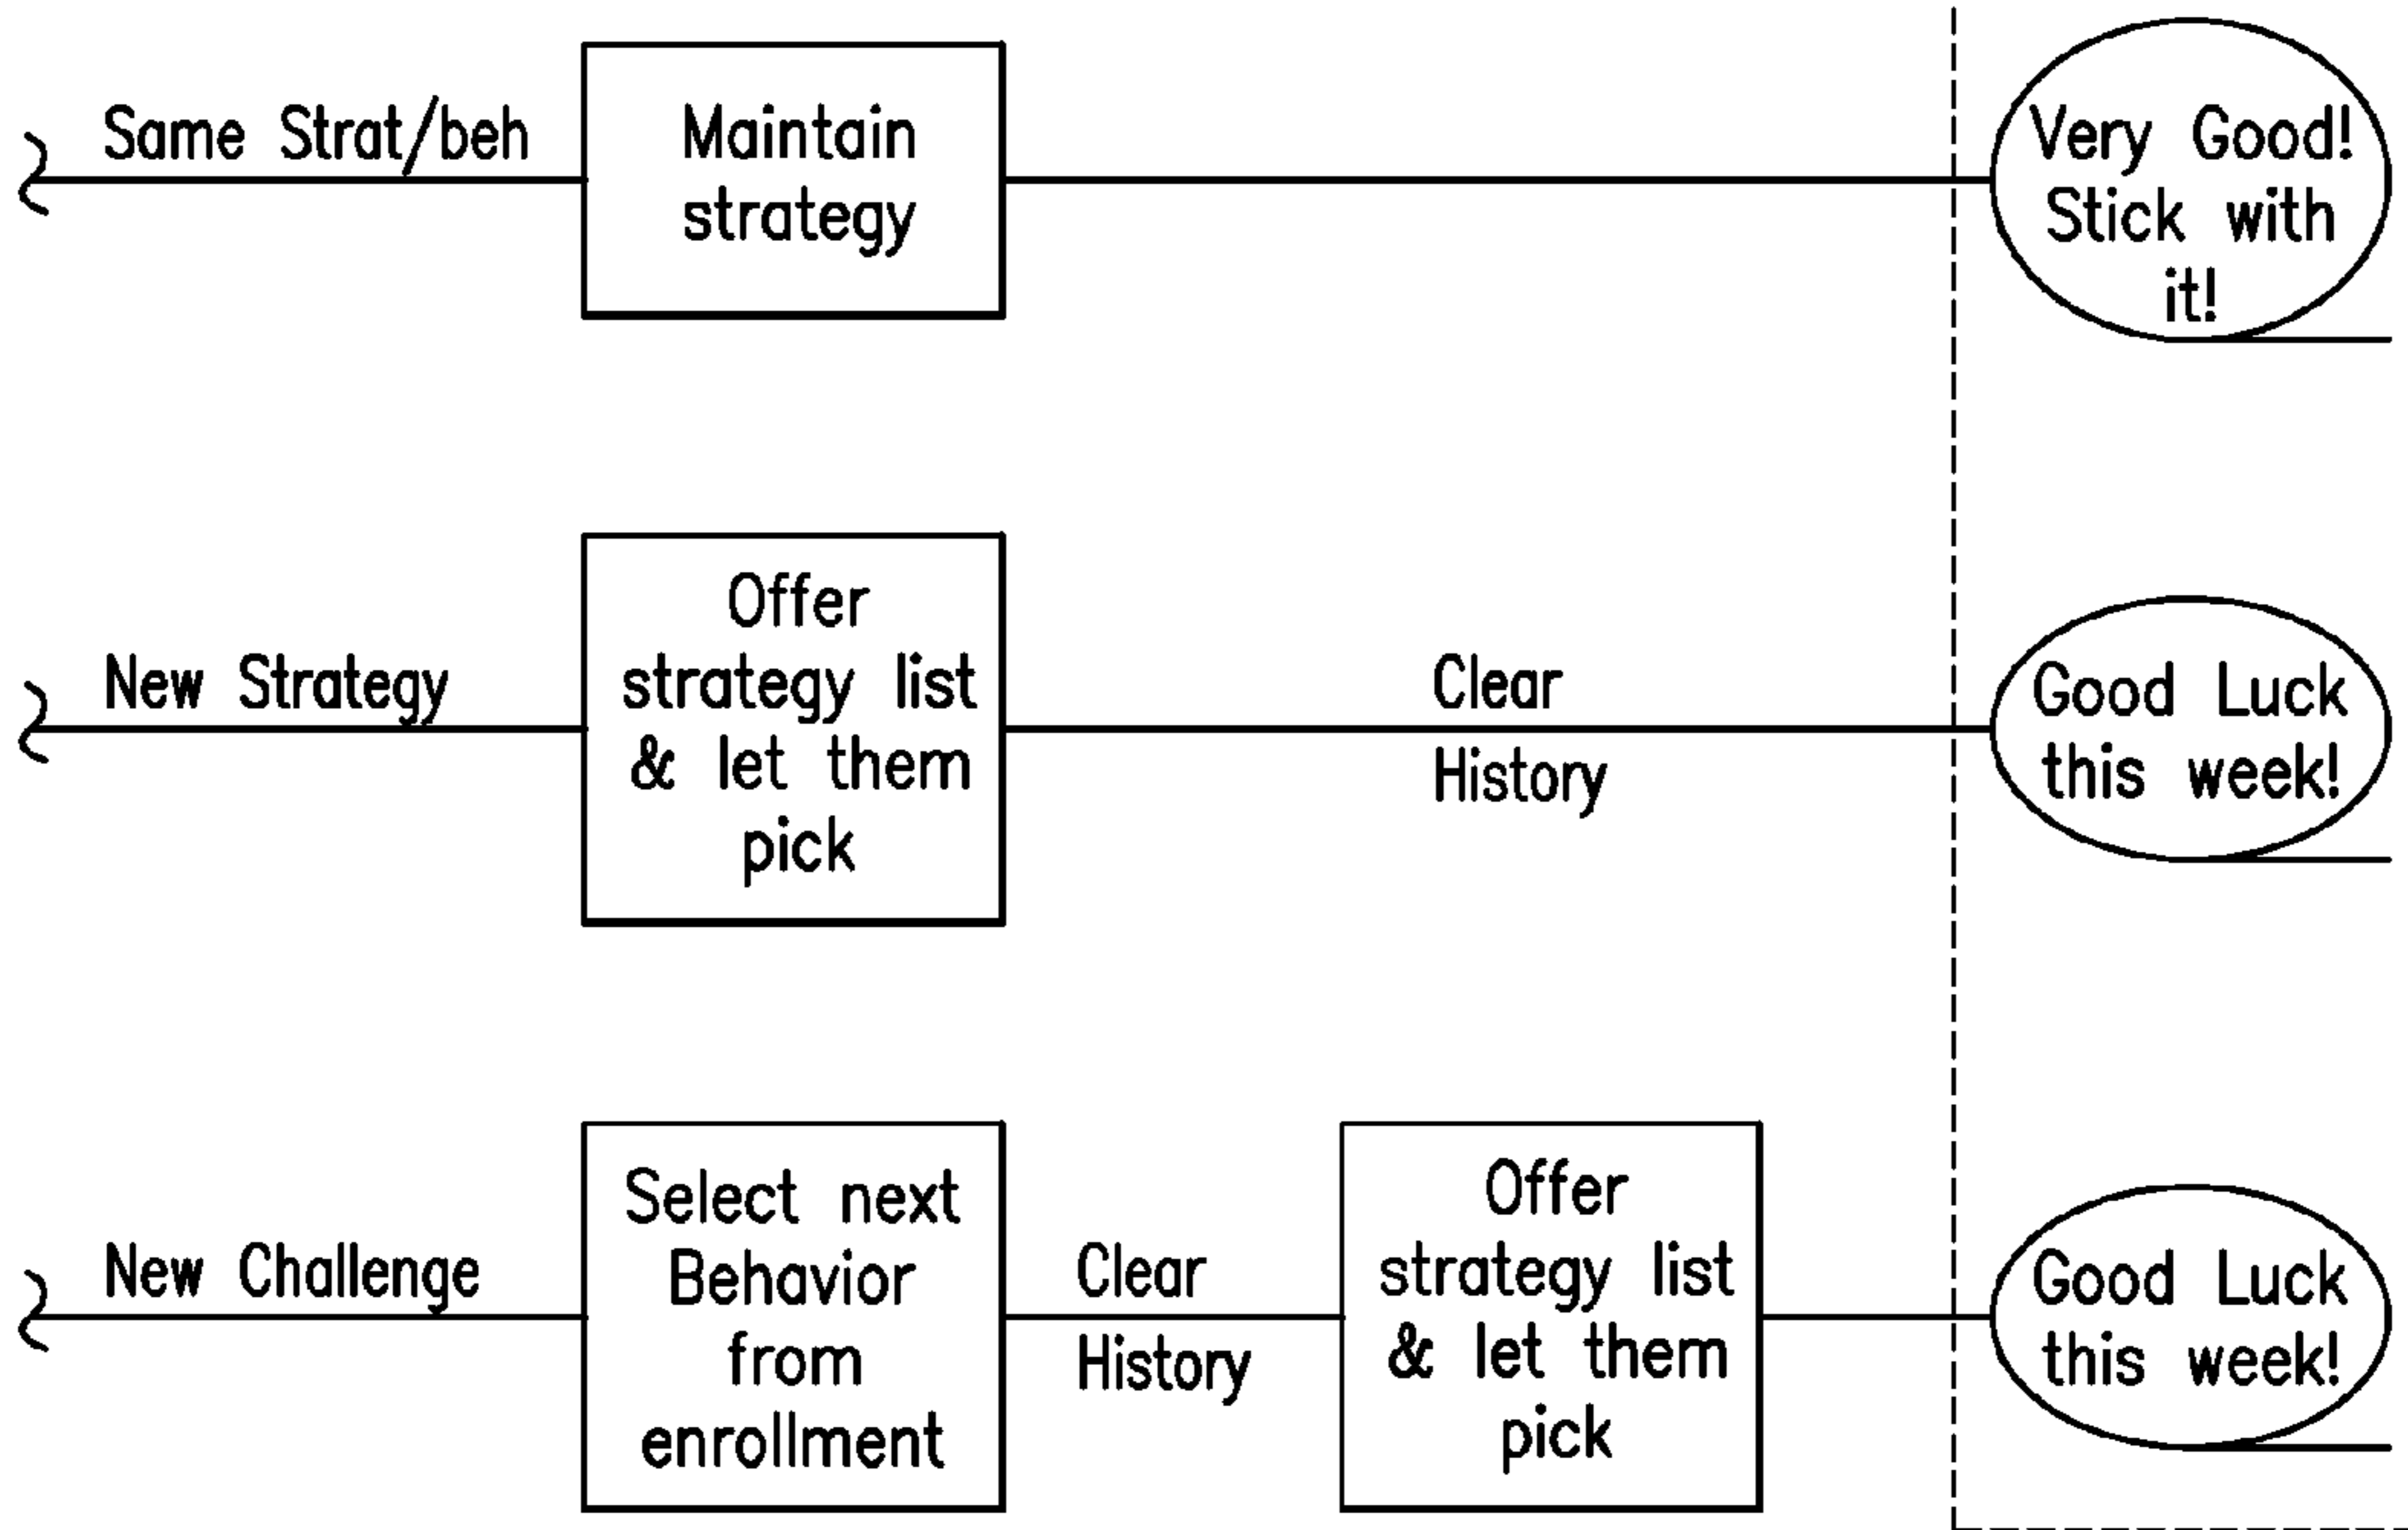 Same Strat/beh
Maintain
strategy
Very Good!
Stick with
it!
New Strategy
Offer
strategy list
& let them
pick
Clear
History
Good Luck
this week!
New Challenge
Select next
Behavior
from
enrollment
Clear
History
Offer
strategy list
& let them
pick
Good Luck
this week!